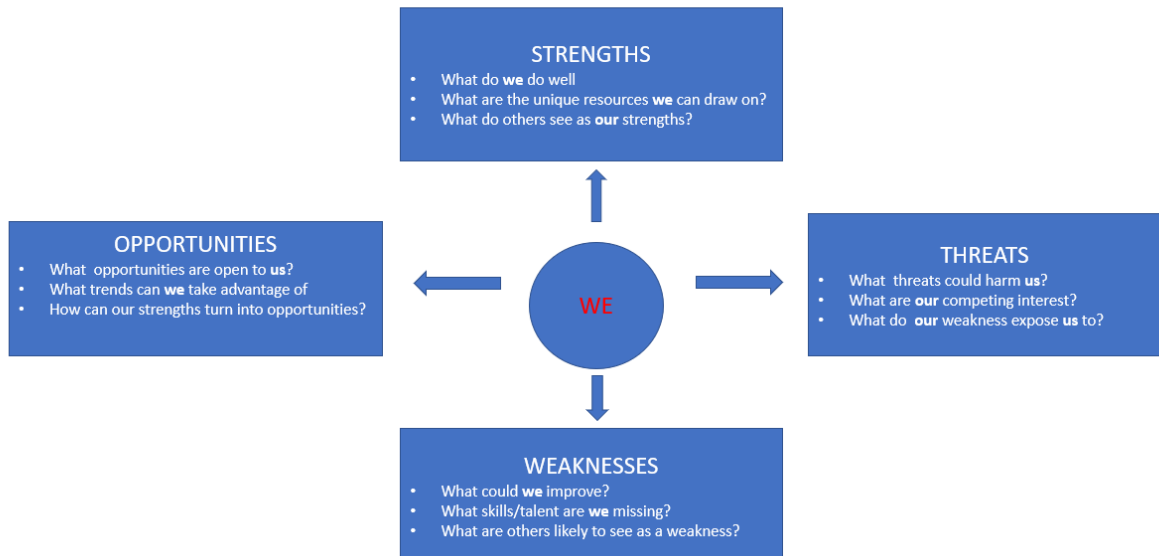 STRENGTHS
• What do we do well
• What are the unique resources we can draw on?
• What do others see as our strengths?
OPPORTUNITIES
• What opportunities are open to us?
• What trends can we take advantage of
• How can our strengths turn into opportunities?
WE
THREATS
• What threats could harm us?
• What are our competing interest?
• What do our weakness expose us to?
WEAKNESSES
• What could we improve?
• What skills/talent are we missing?
• What are others likely to see as a weakness?